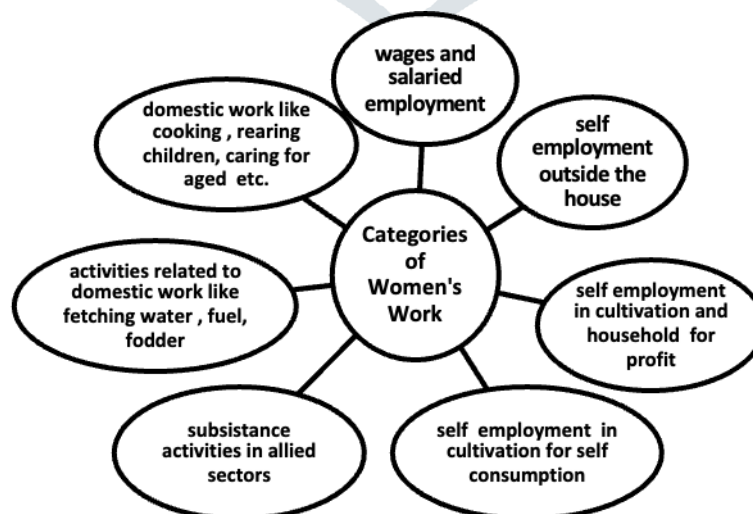 wages and
salaried
employment
domestic work like
cooking , rearing
children, caring for
aged etc.
self
employment
outside the
house
Categories
of
Women's
Work
activities related to
domestic work like
fetching water , fuel,
fodder
self employment
in cultivation and
household for
profit
subsistance
activities in allied
sectors
self employment in
cultivation for self
consumption